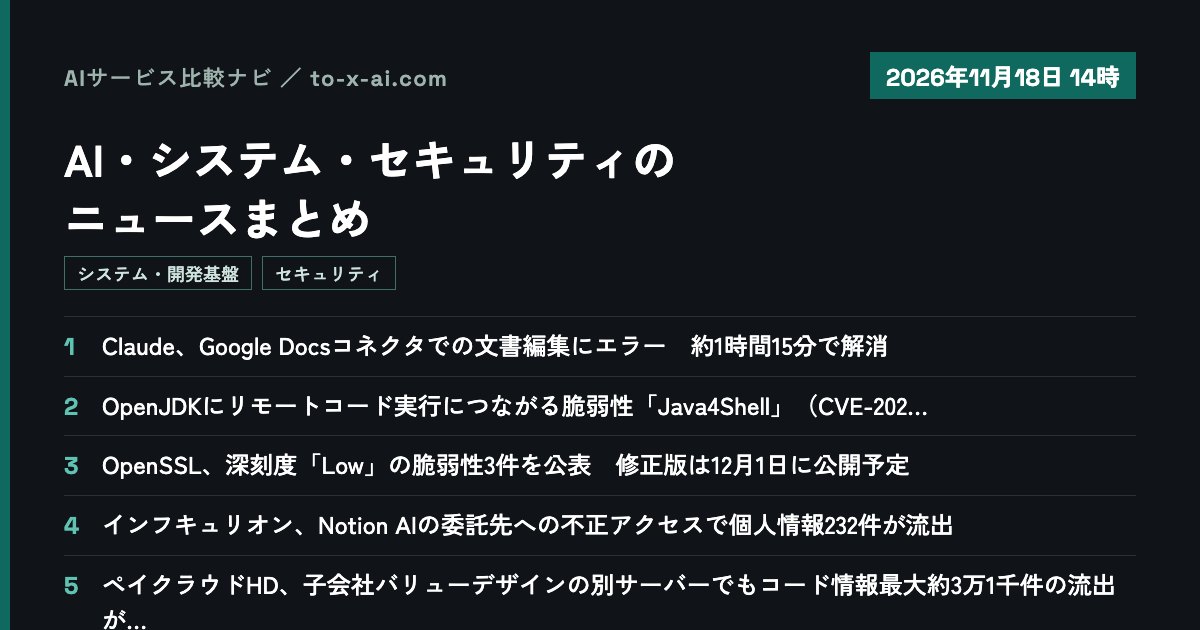 AIサービス比較ナビ ／ to-x-ai.com
2026年11月18日 14時
AI・システム・セキュリティの
ニュースまとめ
システム・開発基盤
セキュリティ
1 Claude、Google Docsコネクタでの文書編集にエラー　約1時間15分で解消
2 OpenJDKにリモートコード実行につながる脆弱性「Java4Shell」（CVE-202...
3 OpenSSL、深刻度「Low」の脆弱性3件を公表　修正版は12月1日に公開予定
4 インフキュリオン、Notion AIの委託先への不正アクセスで個人情報232件が流出
5 ペイクラウドHD、子会社バリューデザインの別サーバーでもコード情報最大約3万1千件の流出
が...